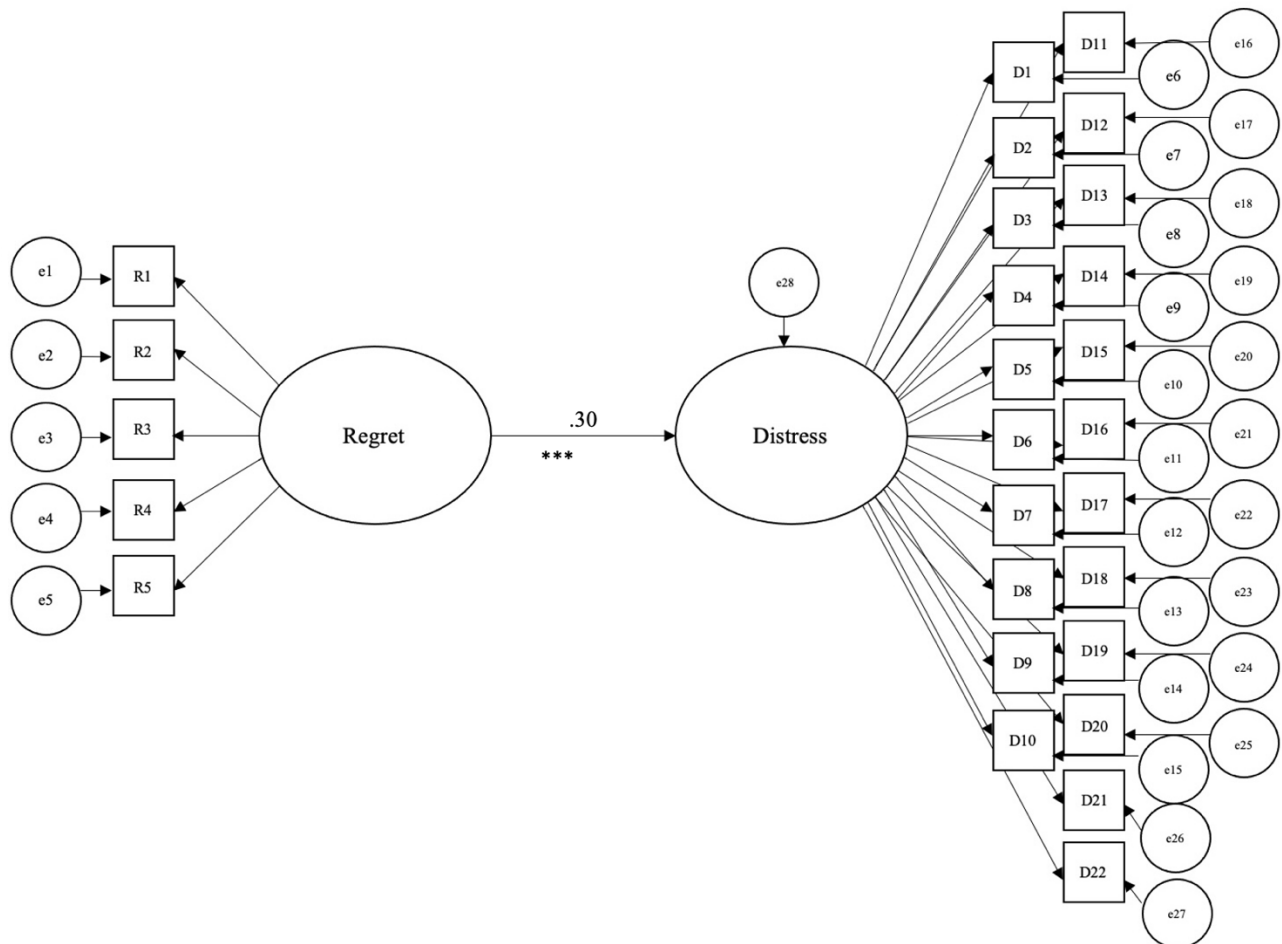 D11
e16
D1
e6
D12
e17
D2
e7
D13
e18
D3
e8
e1
R1
e28
D4
D14
e19
e9
e2
R2
D5
D15
e20
e10
e3
R3
Regret
.30
***
Distress
D6
D16
e21
e11
e4
R4
D7
D17
e22
e12
e5
R5
D8
D18
e23
e13
D9
D19
e24
e14
D10
D20
e25
e15
D21
e26
D22
e27